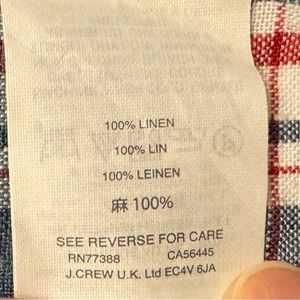 100% LINEN
100% LIN
100% LEINEN
麻 100%
SEE REVERSE FOR CARE
RN77388 CA56445
J.CREW U.K. Ltd EC4V 6JA